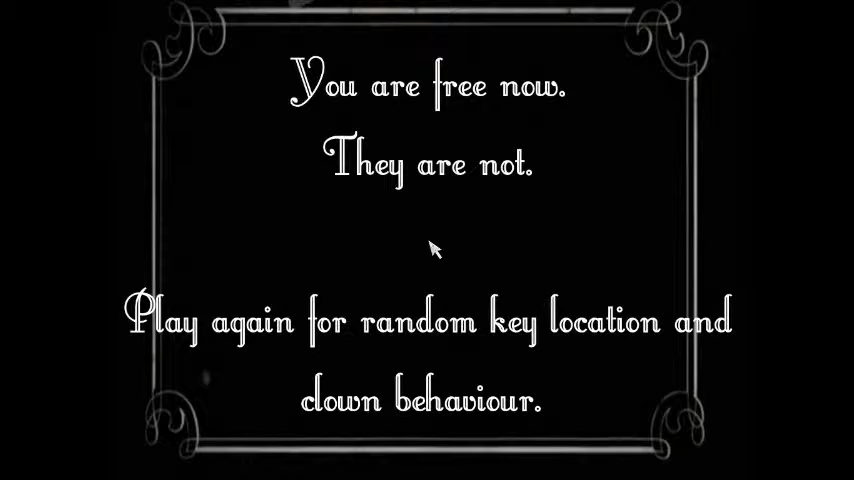 You are free now.
They are not.
Play again for random key location and
clown behaviour.